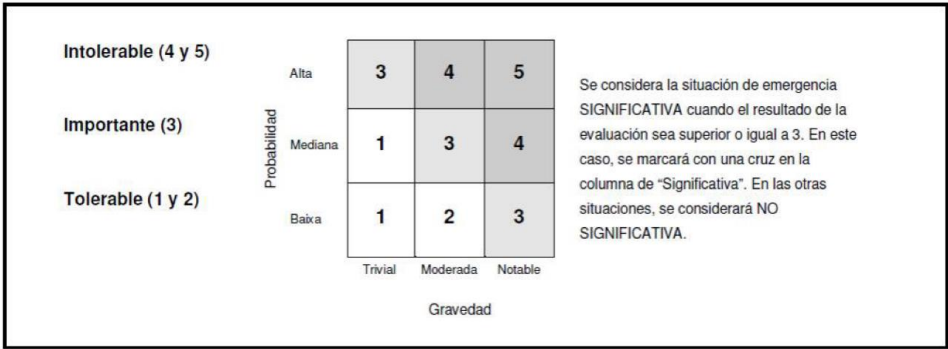 Intolerable (4 y 5)
Importante (3)
Tolerable (1 y 2)
Probabilidad
Alta 3 4 5
Mediana 1 3 4
Baixa 1 2 3
Trivial Moderada Notable
Gravedad
Se considera la situación de emergencia
SIGNIFICATIVA cuando el resultado de la
evaluación sea superior o igual a 3. En este
caso, se marcará con una cruz en la
columna de “Significativa”. En las otras
situaciones, se considerará NO
SIGNIFICATIVA.